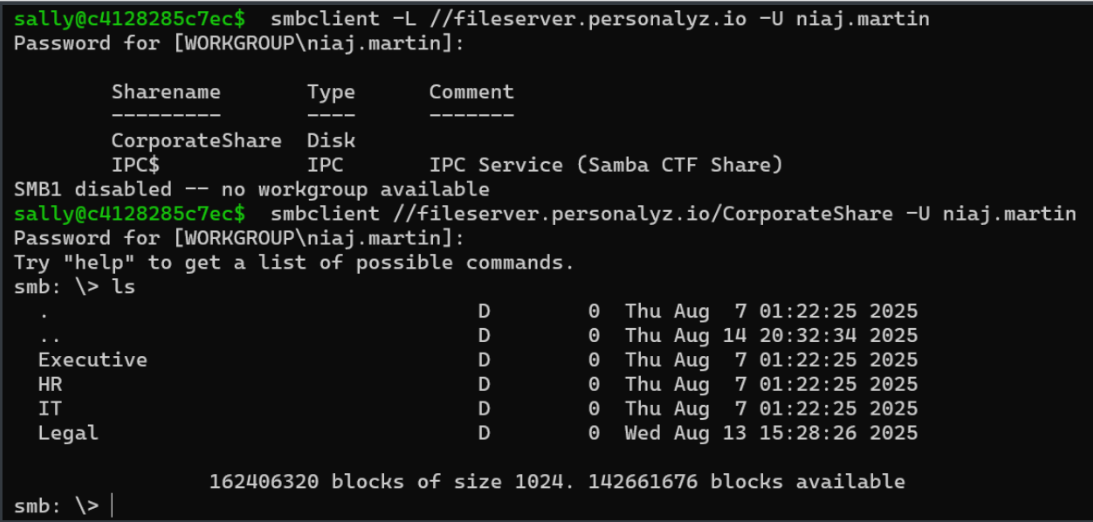 sally@c4128285c7ec$ smbclient -L //fileserver.personalyz.io -U niaj.martin
Password for [WORKGROUP\niaj.martin]:
Sharename Type Comment
--------- ---- -------
CorporateShare Disk
IPC$ IPC IPC Service (Samba CTF Share)
SMB1 disabled -- no workgroup available
sally@c4128285c7ec$ smbclient //fileserver.personalyz.io/CorporateShare -U niaj.martin
Password for [WORKGROUP\niaj.martin]:
Try "help" to get a list of possible commands.
smb: \> ls
. D 0 Thu Aug 7 01:22:25 2025
.. D 0 Thu Aug 14 20:32:34 2025
Executive D 0 Thu Aug 7 01:22:25 2025
HR D 0 Thu Aug 7 01:22:25 2025
IT D 0 Thu Aug 7 01:22:25 2025
Legal D 0 Wed Aug 13 15:28:26 2025
162406320 blocks of size 1024. 142661676 blocks available
smb: \>